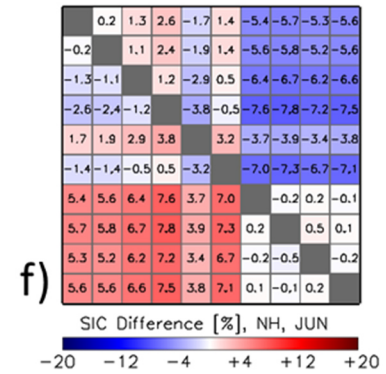 0.2 1.3 2.6 -1.7 1.4 -5.4 -5.7 -5.3 -5.6
-0.2 1.1 2.4 -1.9 1.4 -5.6 -5.8 -5.2 -5.6
-1.3 -1.1 1.2 -2.9 0.5 -6.4 -6.7 -6.2 -6.6
-2.6 -2.4 -1.2 -3.8 -0.5 -7.6 -7.8 -7.2 -7.5
1.7 1.9 2.9 3.8 3.2 -3.7 -3.9 -3.4 -3.8
-1.4 -1.4 -0.5 0.5 -3.2 -7.0 -7.3 -6.7 -7.1
5.4 5.6 6.4 7.6 3.7 7.0 -0.2 0.2 -0.1
5.7 5.8 6.7 7.8 3.9 7.3 0.2 0.5 0.1
5.3 5.2 6.2 7.2 3.4 6.7 -0.2 -0.5 -0.2
f) 5.6 5.6 6.6 7.5 3.8 7.1 0.1 -0.1 0.2
SIC Difference [%], NH, JUN
-20 -12 -4 +4 +12 +20